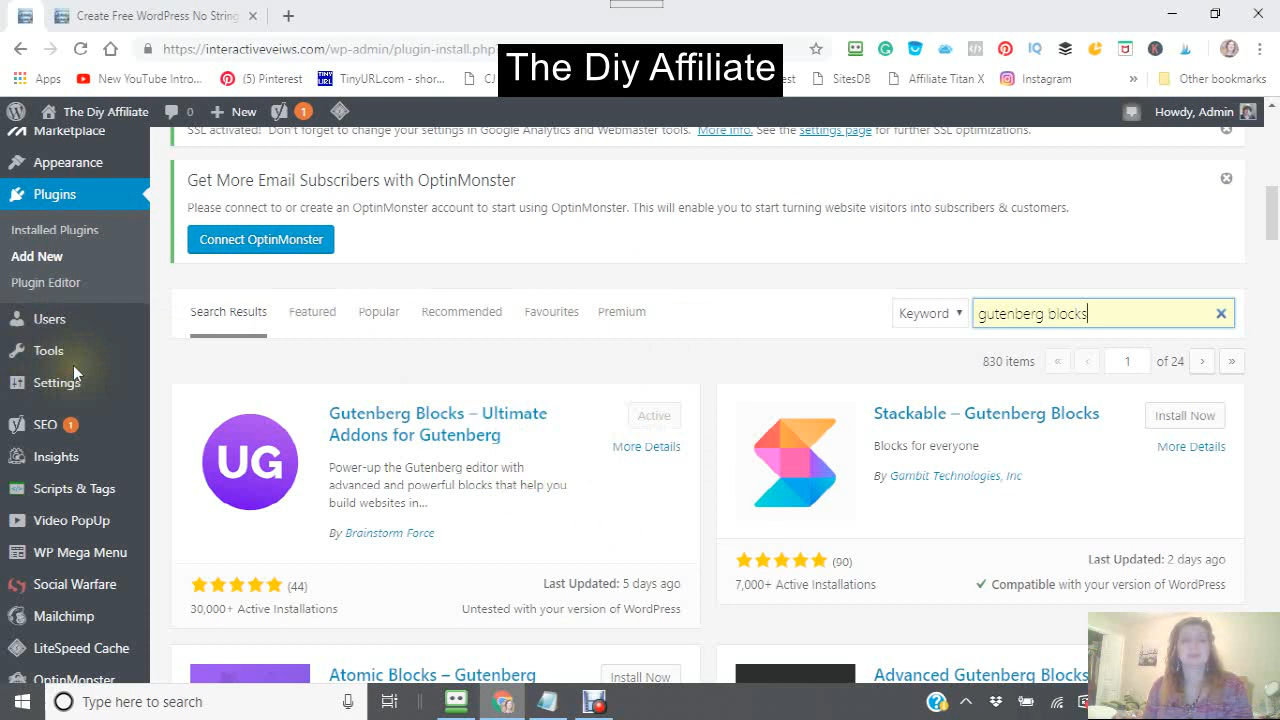 Create Free WordPress No String
https://interactiveveiws.com/wp-admin/plugin-install.php
The Diy Affiliate
Apps
New YouTube Intro...
(5) Pinterest
TinyURL.com - shor...
CJ
SitesDB
Affiliate Titan X
Instagram
»
Other bookmarks
The DIY Affiliate
0
New
1
Howdy, Admin
Marketplace
Appearance
Plugins
Installed Plugins
Add New
Plugin Editor
Users
Tools
Settings
SEO 1
Insights
Scripts & Tags
Video PopUp
WP Mega Menu
Social Warfare
Mailchimp
LiteSpeed Cache
OptinMonster
SSL activated! Don't forget to change your settings in Google Analytics and Webmaster tools. More info. See the settings page for further SSL optimizations.
Get More Email Subscribers with OptinMonster
Please connect to or create an OptinMonster account to start using OptinMonster. This will enable you to start turning website visitors into subscribers & customers.
Connect OptinMonster
Search Results
Featured
Popular
Recommended
Favourites
Premium
Keyword
gutenberg blocks
830 items
«
‹
1
of 24
›
»
UG
Gutenberg Blocks – Ultimate
Addons for Gutenberg
Active
More Details
Power-up the Gutenberg editor with
advanced and powerful blocks that help you
build websites in...
By Brainstorm Force
(44)
30,000+ Active Installations
Last Updated: 5 days ago
Untested with your version of WordPress
Stackable – Gutenberg Blocks
Install Now
More Details
Blocks for everyone
By Gambit Technologies, Inc
(90)
7,000+ Active Installations
Last Updated: 2 days ago
Compatible with your version of WordPress
Atomic Blocks – Gutenberg
Install Now
Advanced Gutenberg Blocks
Type here to search